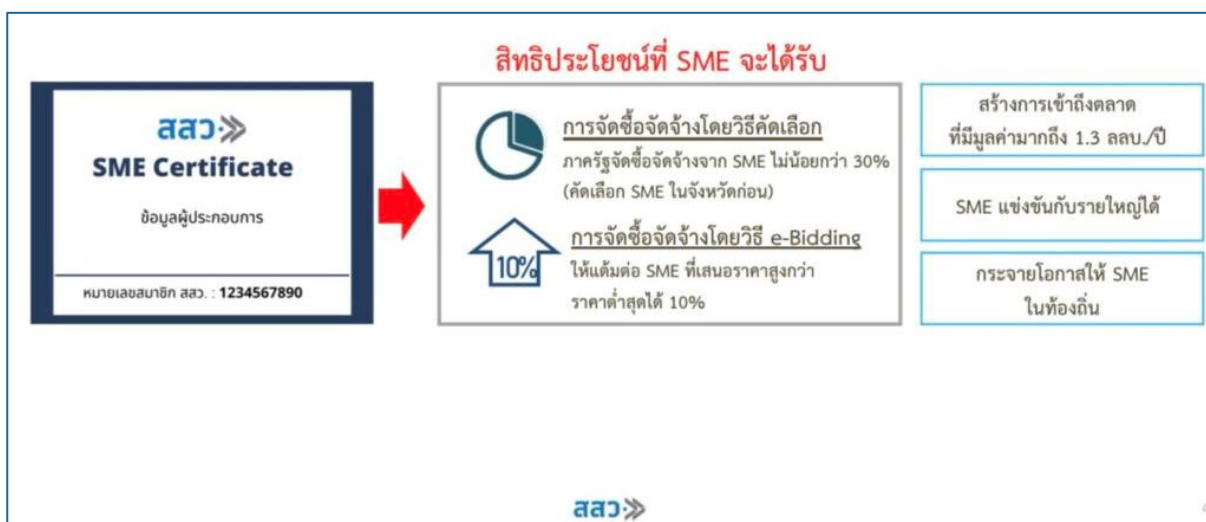 สิทธิประโยชน์ที่ SME จะได้รับ
สสว
SME Certificate
ข้อมูลผู้ประกอบการ
หมายเลขสมาชิก สสว. : 1234567890
การจัดซื้อจัดจ้างโดยวิธีคัดเลือก
ภาครัฐจัดซื้อจัดจ้างจาก SME ไม่น้อยกว่า 30%
(คัดเลือก SME ในจังหวัดก่อน)
10%
การจัดซื้อจัดจ้างโดยวิธี e-Bidding
ให้แต้มต่อ SME ที่เสนอราคาสูงกว่า
ราคาต่ำสุดได้ 10%
สร้างการเข้าถึงตลาด
ที่มีมูลค่ามากถึง 1.3 ลลบ./ปี
SME แข่งขันกับรายใหญ่ได้
กระจายโอกาสให้ SME
ในท้องถิ่น
สสว